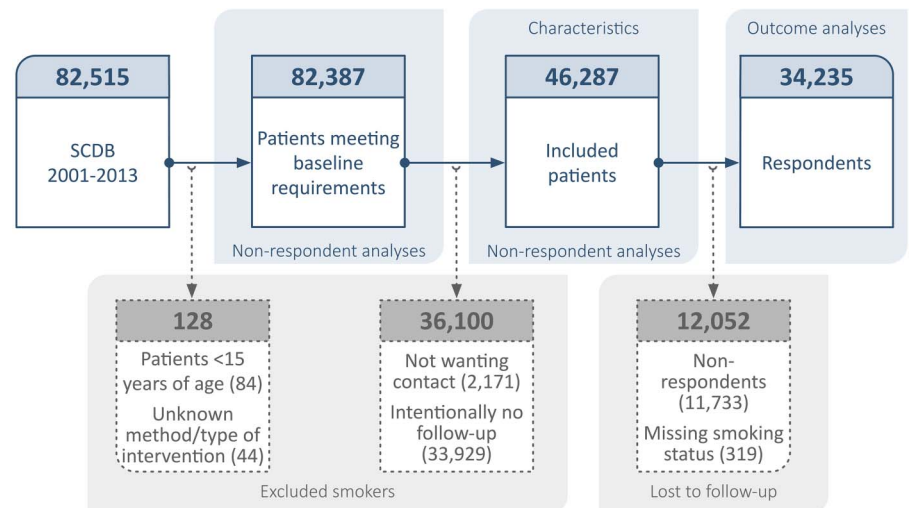 Characteristics
Outcome analyses
82,515
SCDB
2001-2013
82,387
Patients meeting
baseline
requirements
46,287
Included
patients
34,235
Respondents
Non-respondent analyses
Non-respondent analyses
128
Patients <15
years of age (84)
Unknown
method/type of
intervention (44)
36,100
Not wanting
contact (2,171)
Intentionally no
follow-up
(33,929)
12,052
Non-
respondents
(11,733)
Missing smoking
status (319)
Excluded smokers
Lost to follow-up